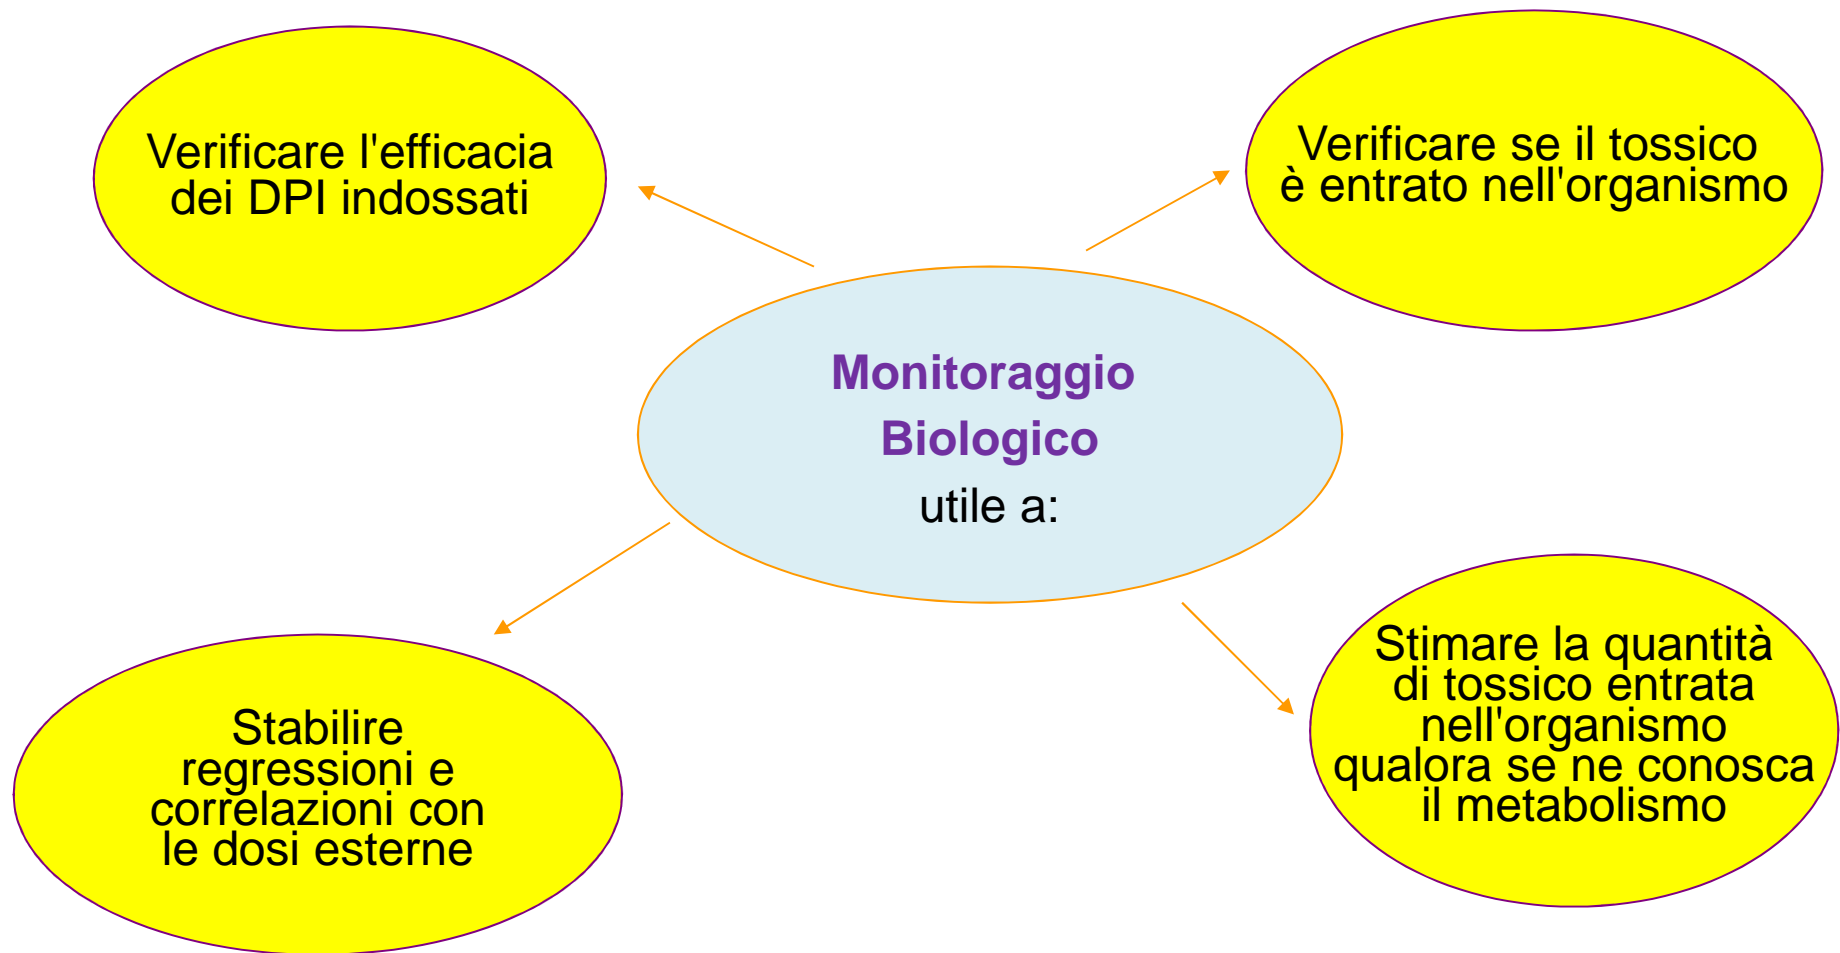 Verificare l'efficacia
dei DPI indossati
Verificare se il tossico
è entrato nell'organismo
Monitoraggio
Biologico
utile a:
Stabilire
regressioni e
correlazioni con
le dosi esterne
Stimare la quantità
di tossico entrata
nell'organismo
qualora se ne conosca
il metabolismo